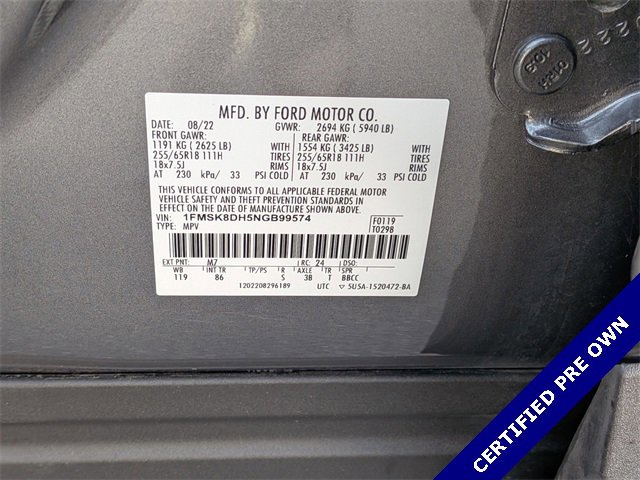 MFD. BY FORD MOTOR CO.
DATE: 08/22 GVWR: 2694 KG ( 5940 LB)
FRONT GAWR: REAR GAWR:
1191 KG ( 2625 LB) WITH 1554 KG ( 3425 LB) WITH
255/65R18 111H TIRES 255/65R18 111H TIRES
18x7.5J RIMS 18x7.5J RIMS
AT 230 kPa/ 33 PSI COLD AT 230 kPa/ 33 PSI COLD
THIS VEHICLE CONFORMS TO ALL APPLICABLE FEDERAL MOTOR
VEHICLE SAFETY AND THEFT PREVENTION STANDARDS IN
EFFECT ON THE DATE OF MANUFACTURE SHOWN ABOVE.
VIN: 1FMSK8DH5NGB99574 F0119
TYPE: MPV T0298
EXT PNT: M7 RC: 24 DSO:
WB INT TR TP/PS R AXLE TR SPR
119 86 S 3B T BBCC
1202208296189 UTC 5U5A-1520472-BA
CERTIFIED PRE OWN